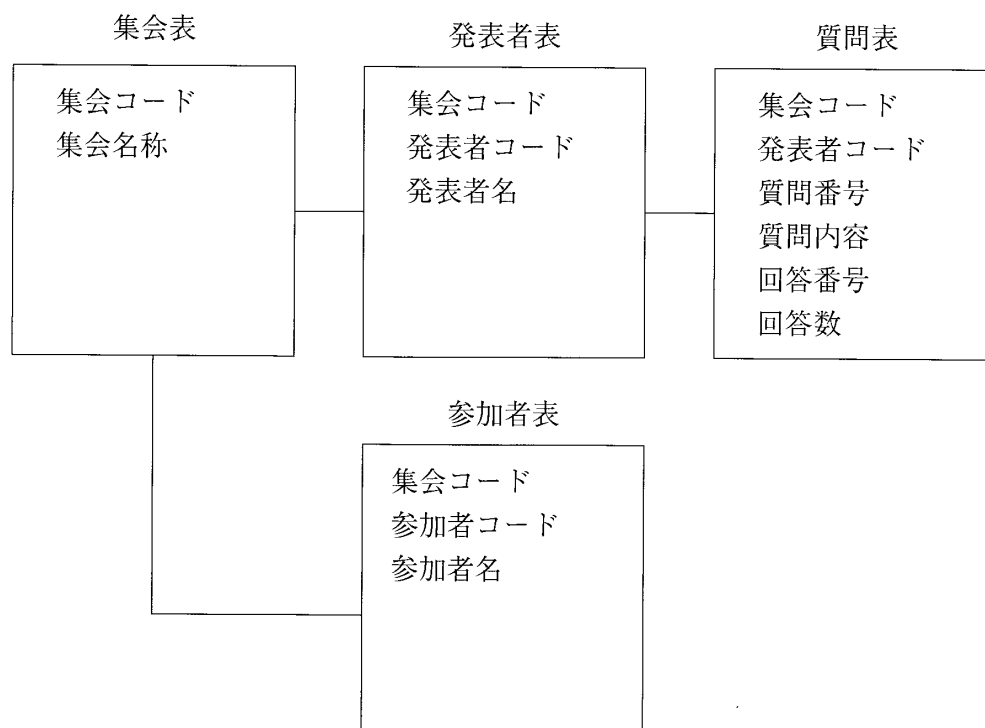 集会表
集会コード
集会名称
発表者表
集会コード
発表者コード
発表者名
質問表
集会コード
発表者コード
質問番号
質問内容
回答番号
回答数
参加者表
集会コード
参加者コード
参加者名